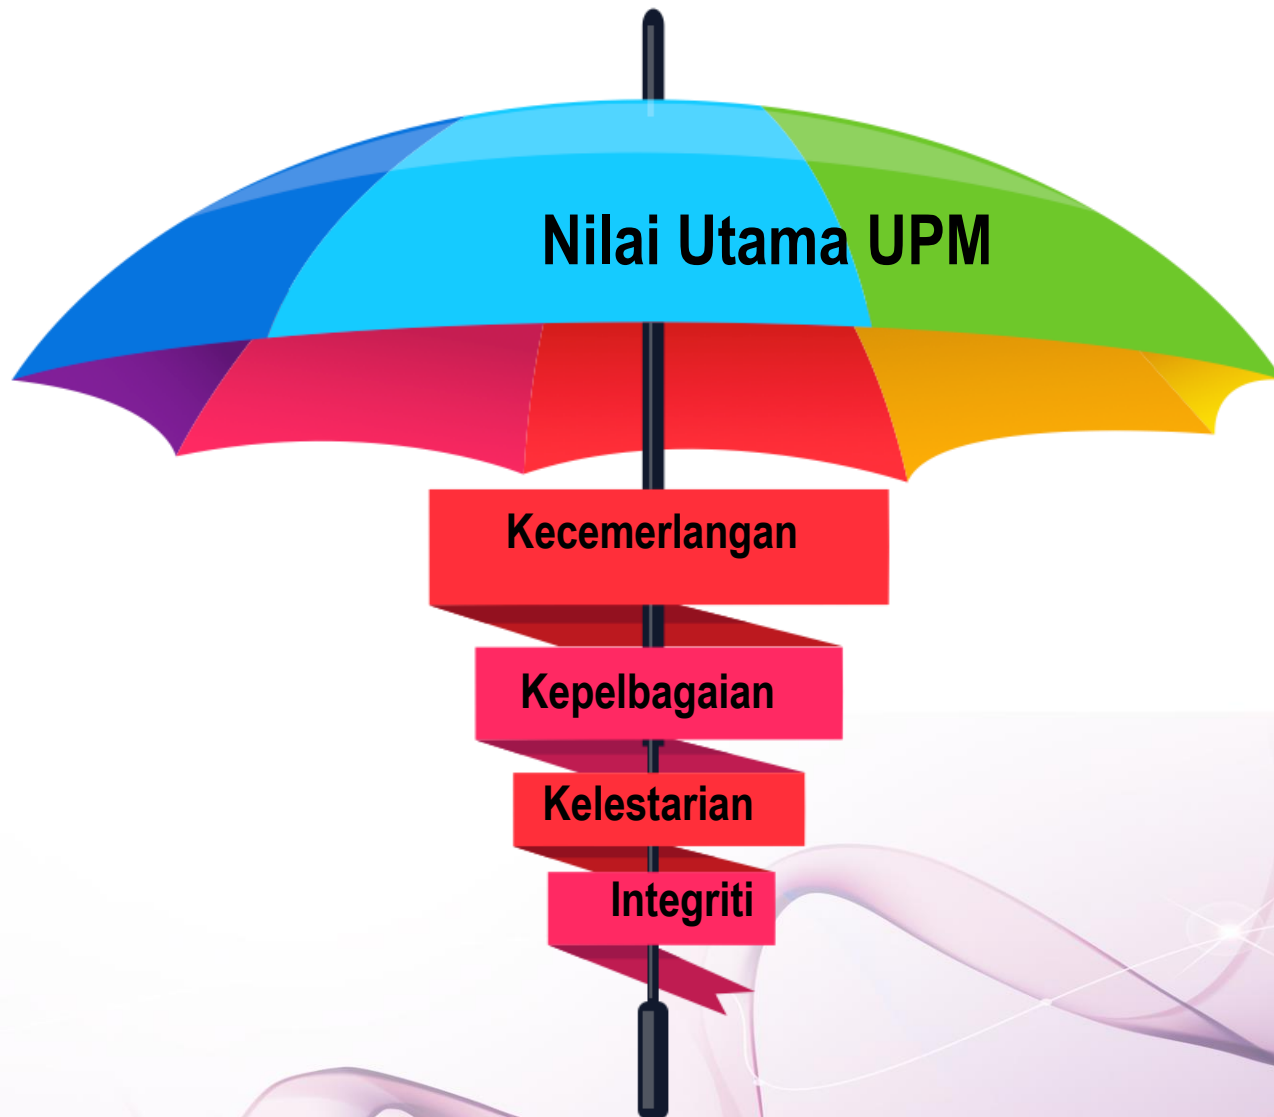 Nilai Utama UPM
Kecemerlangan
Kepelbagaian
Kelestarian
Integriti